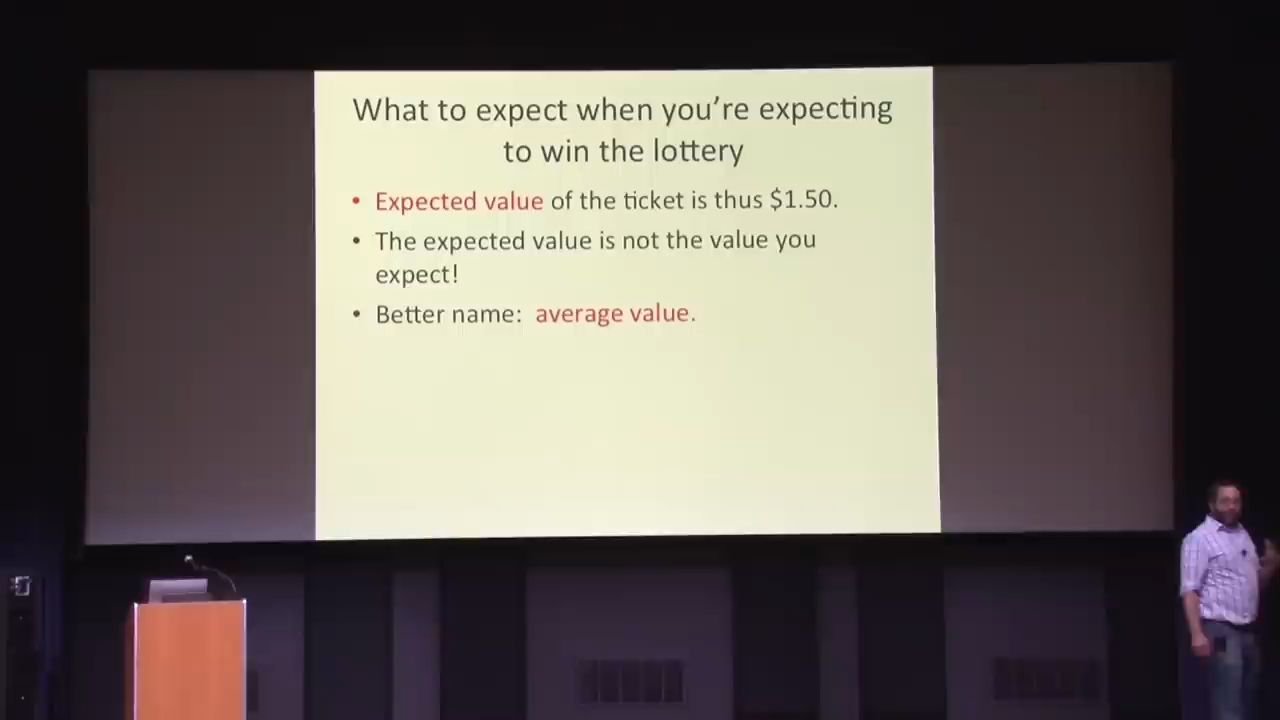 What to expect when you're expecting
to win the lottery
• Expected value of the ticket is thus $1.50.
• The expected value is not the value you
expect!
• Better name: average value.